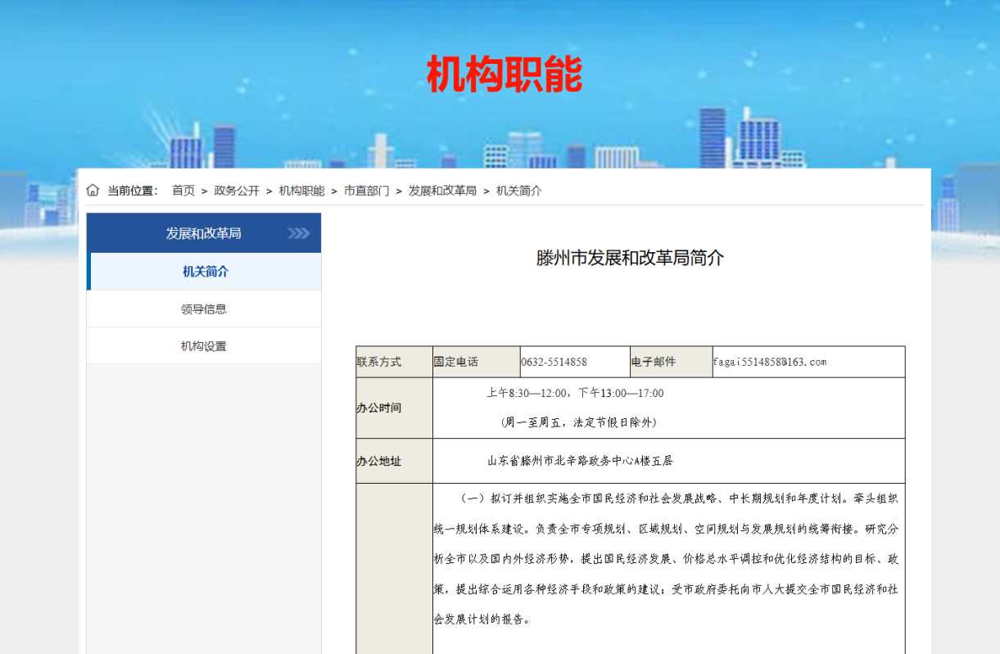 机构职能
当前位置： 首页 > 政务公开 > 机构职能 > 市直部门 > 发展和改革局 > 机关简介
发展和改革局
机关简介
领导信息
机构设置
滕州市发展和改革局简介
联系方式 固定电话 0632-5514858 电子邮件 fagai5514858@163.com
办公时间
上午8:30—12:00，下午13:00—17:00
(周一至周五，法定节假日除外)
办公地址 山东省滕州市北辛路政务中心A楼五层
（一）拟订并组织实施全市国民经济和社会发展战略、中长期规划和年度计划。牵头组织
统一规划体系建设。负责全市专项规划、区域规划、空间规划与发展规划的统筹衔接。研究分
析全市以及国内外经济形势，提出国民经济发展、价格总水平调控和优化经济结构的目标、政
策，提出综合运用各种经济手段和政策的建议；受市政府委托向市人大提交全市国民经济和社
会发展计划的报告。